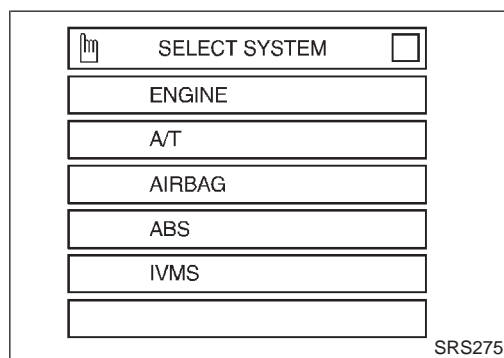 SELECT SYSTEM
ENGINE
A/T
AIRBAG
ABS
IVMS
SRS275